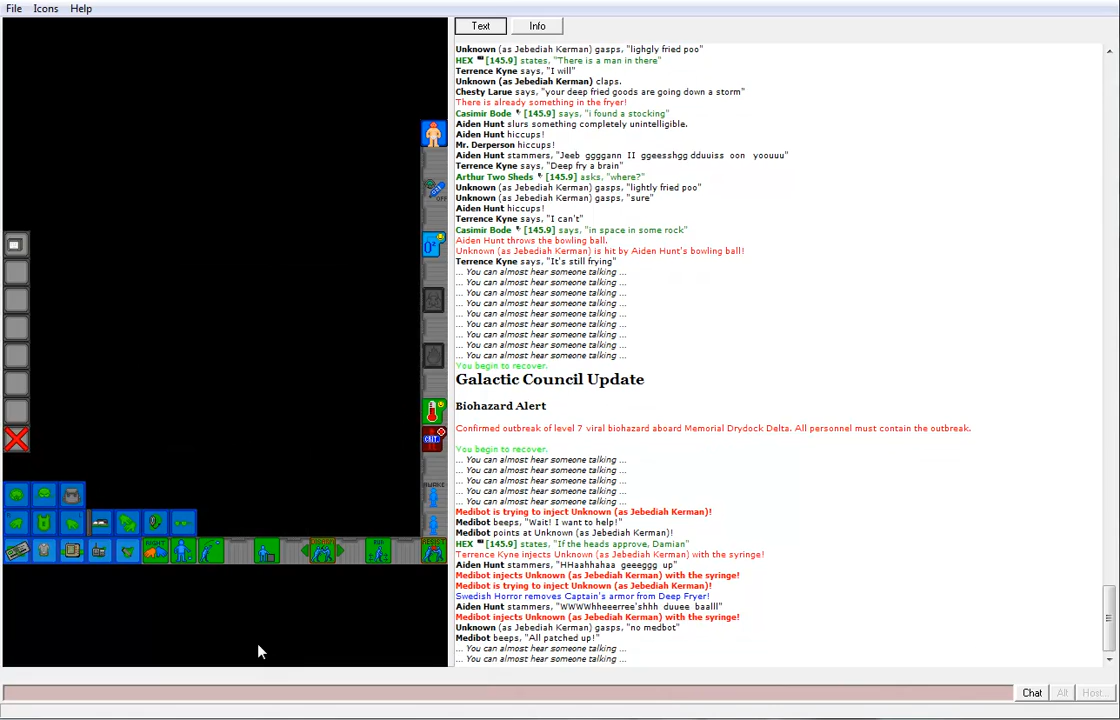 File Icons Help
Text Info
Unknown (as Jebediah Kerman) gasps, "lighgly fried poo"
HEX [145.9] states, "There is a man in there"
Terrence Kyne says, "I will"
Unknown (as Jebediah Kerman) claps.
Chesty Larue says, "your deep fried goods are going down a storm"
There is already something in the fryer!
Casimir Bode [145.9] says, "i found a stocking"
Aiden Hunt slurs something completely unintelligible.
Aiden Hunt hiccups!
Mr. Derperson hiccups!
Aiden Hunt stammers, "Jeeb ggggann II ggeesshgg dduuiss oon yoouuu"
Terrence Kyne says, "Deep fry a brain"
Arthur Two Sheds [145.9] asks, "where?"
Unknown (as Jebediah Kerman) gasps, "lightly fried poo"
Unknown (as Jebediah Kerman) gasps, "sure"
Aiden Hunt hiccups!
Terrence Kyne says, "I can't"
Casimir Bode [145.9] says, "in space in some rock"
Aiden Hunt throws the bowling ball.
Unknown (as Jebediah Kerman) is hit by Aiden Hunt's bowling ball!
Terrence Kyne says, "It's still frying"
... You can almost hear someone talking ...
... You can almost hear someone talking ...
... You can almost hear someone talking ...
... You can almost hear someone talking ...
... You can almost hear someone talking ...
... You can almost hear someone talking ...
... You can almost hear someone talking ...
... You can almost hear someone talking ...
... You can almost hear someone talking ...
You begin to recover.
Galactic Council Update
Biohazard Alert
Confirmed outbreak of level 7 viral biohazard aboard Memorial Drydock Delta. All personnel must contain the outbreak.
You begin to recover.
... You can almost hear someone talking ...
... You can almost hear someone talking ...
... You can almost hear someone talking ...
... You can almost hear someone talking ...
... You can almost hear someone talking ...
Medibot is trying to inject Unknown (as Jebediah Kerman)!
Medibot beeps, "Wait! I want to help!"
Medibot points at Unknown (as Jebediah Kerman)!
HEX [145.9] states, "If the heads approve, Damian"
Terrence Kyne injects Unknown (as Jebediah Kerman) with the syringe!
Aiden Hunt stammers, "HHaahhahaa geeeggg up"
Medibot injects Unknown (as Jebediah Kerman) with the syringe!
Medibot is trying to inject Unknown (as Jebediah Kerman)!
Swedish Horror removes Captain's armor from Deep Fryer!
Aiden Hunt stammers, "WWWWhheeerree'shhh duuee baalll"
Medibot injects Unknown (as Jebediah Kerman) with the syringe!
Unknown (as Jebediah Kerman) gasps, "no medbot"
Medibot beeps, "All patched up!"
... You can almost hear someone talking ...
... You can almost hear someone talking ...
OFF
CRIT
AWAKE
RIGHT
RUN
RESIST
Chat Alt Host...